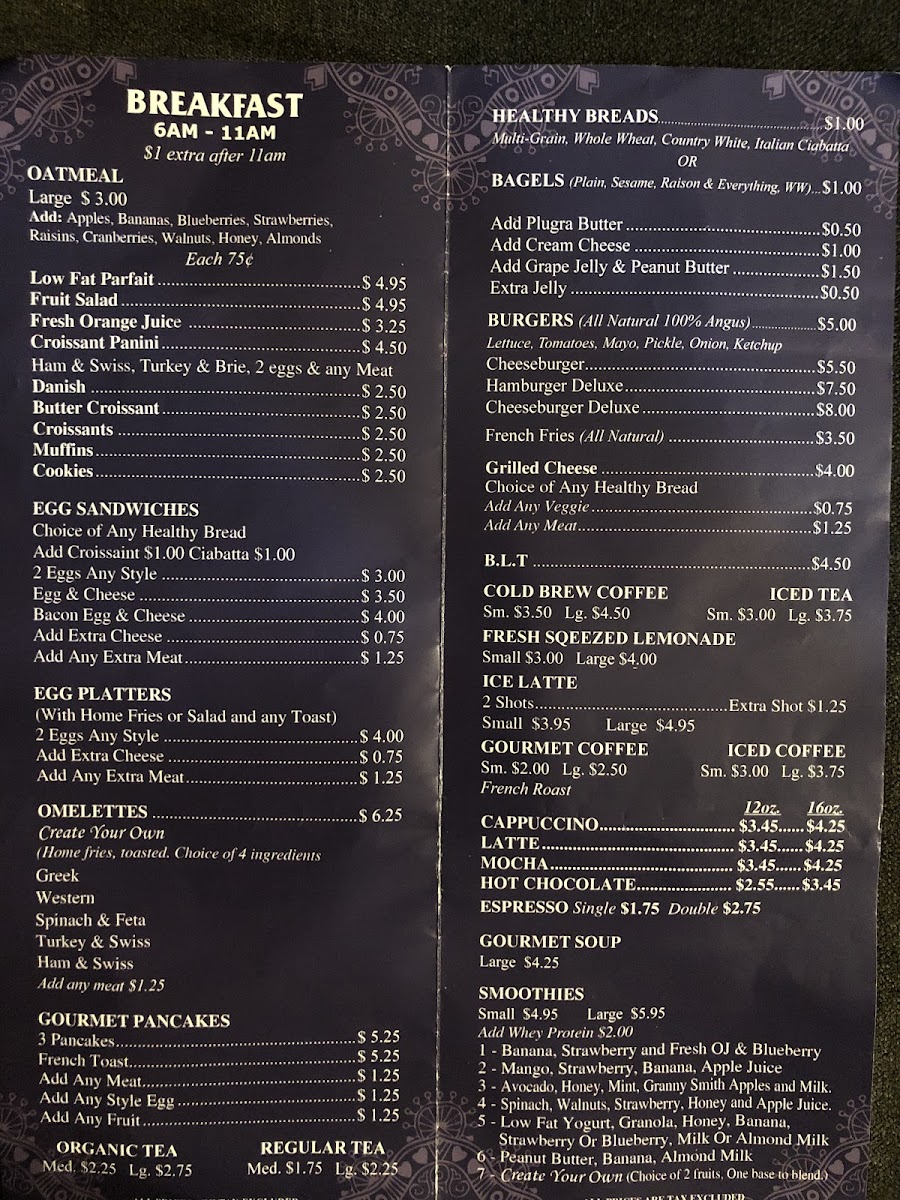 BREAKFAST
6AM - 11AM
$1 extra after 11am
OATMEAL
Large $ 3.00
Add: Apples, Bananas, Blueberries, Strawberries,
Raisins, Cranberries, Walnuts, Honey, Almonds
Each 75¢
Low Fat Parfait $ 4.95
Fruit Salad $ 4.95
Fresh Orange Juice $ 3.25
Croissant Panini $ 4.50
Ham & Swiss, Turkey & Brie, 2 eggs & any Meat
Danish $ 2.50
Butter Croissant $ 2.50
Croissants $ 2.50
Muffins $ 2.50
Cookies $ 2.50
EGG SANDWICHES
Choice of Any Healthy Bread
Add Croissaint $1.00 Ciabatta $1.00
2 Eggs Any Style $ 3.00
Egg & Cheese $ 3.50
Bacon Egg & Cheese $ 4.00
Add Extra Cheese $ 0.75
Add Any Extra Meat $ 1.25
EGG PLATTERS
(With Home Fries or Salad and any Toast)
2 Eggs Any Style $ 4.00
Add Extra Cheese $ 0.75
Add Any Extra Meat $ 1.25
OMELETTES $ 6.25
Create Your Own
(Home fries, toasted. Choice of 4 ingredients
Greek
Western
Spinach & Feta
Turkey & Swiss
Ham & Swiss
Add any meat $1.25
GOURMET PANCAKES
3 Pancakes $ 5.25
French Toast $ 5.25
Add Any Meat $ 1.25
Add Any Style Egg $ 1.25
Add Any Fruit $ 1.25
ORGANIC TEA REGULAR TEA
Med. $2.25 Lg. $2.75 Med. $1.75 Lg. $2.25
ALL PRICES ARE TAX EXCLUDED
HEALTHY BREADS $1.00
Multi-Grain, Whole Wheat, Country White, Italian Ciabatta
OR
BAGELS (Plain, Sesame, Raison & Everything, WW)...$1.00
Add Plugra Butter $0.50
Add Cream Cheese $1.00
Add Grape Jelly & Peanut Butter $1.50
Extra Jelly $0.50
BURGERS (All Natural 100% Angus) $5.00
Lettuce, Tomatoes, Mayo, Pickle, Onion, Ketchup
Cheeseburger $5.50
Hamburger Deluxe $7.50
Cheeseburger Deluxe $8.00
French Fries (All Natural) $3.50
Grilled Cheese $4.00
Choice of Any Healthy Bread
Add Any Veggie $0.75
Add Any Meat $1.25
B.L.T $4.50
COLD BREW COFFEE ICED TEA
Sm. $3.50 Lg. $4.50 Sm. $3.00 Lg. $3.75
FRESH SQEEZED LEMONADE
Small $3.00 Large $4.00
ICE LATTE
2 Shots Extra Shot $1.25
Small $3.95 Large $4.95
GOURMET COFFEE ICED COFFEE
Sm. $2.00 Lg. $2.50 Sm. $3.00 Lg. $3.75
French Roast
12oz. 16oz.
CAPPUCCINO $3.45 $4.25
LATTE $3.45 $4.25
MOCHA $3.45 $4.25
HOT CHOCOLATE $2.55 $3.45
ESPRESSO Single $1.75 Double $2.75
GOURMET SOUP
Large $4.25
SMOOTHIES
Small $4.95 Large $5.95
Add Whey Protein $2.00
1 - Banana, Strawberry and Fresh OJ & Blueberry
2 - Mango, Strawberry, Banana, Apple Juice
3 - Avocado, Honey, Mint, Granny Smith Apples and Milk.
4 - Spinach, Walnuts, Strawberry, Honey and Apple Juice.
5 - Low Fat Yogurt, Granola, Honey, Banana,
Strawberry Or Blueberry, Milk Or Almond Milk
6 - Peanut Butter, Banana, Almond Milk
7 - Create Your Own (Choice of 2 fruits, One base to blend.)
ALL PRICES ARE TAX EXCLUDED